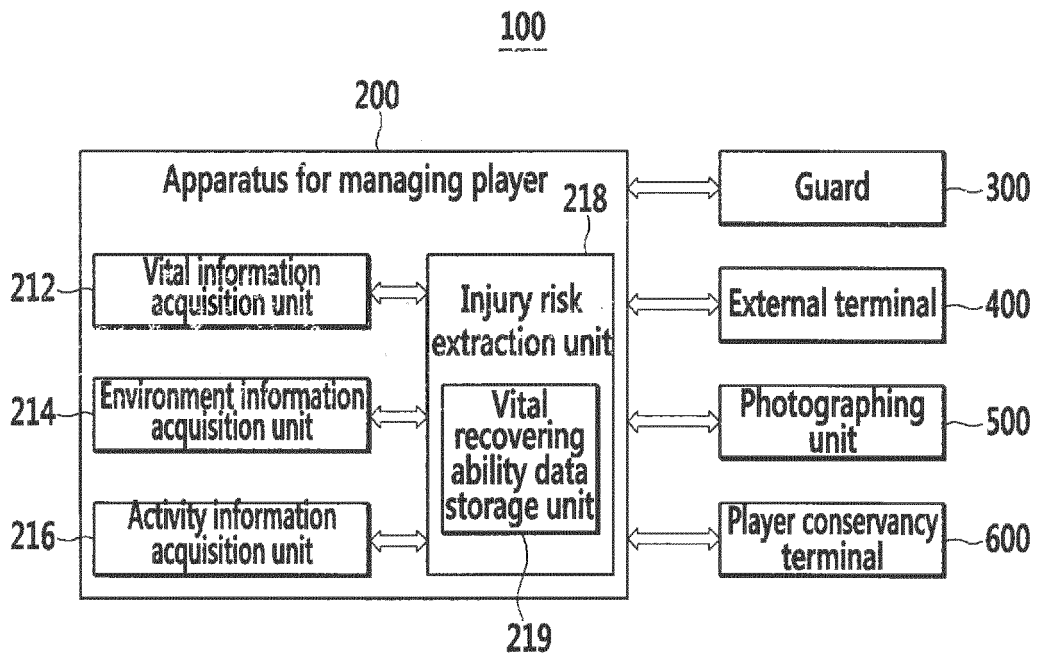 100
200
Apparatus for managing player
218
Guard
300
212
Vital information
acquisition unit
Injury risk
extraction unit
External terminal
400
214
Environment information
acquisition unit
Vital
recovering
ability data
storage unit
Photographing
unit
500
216
Activity information
acquisition unit
Player conservancy
terminal
600
219